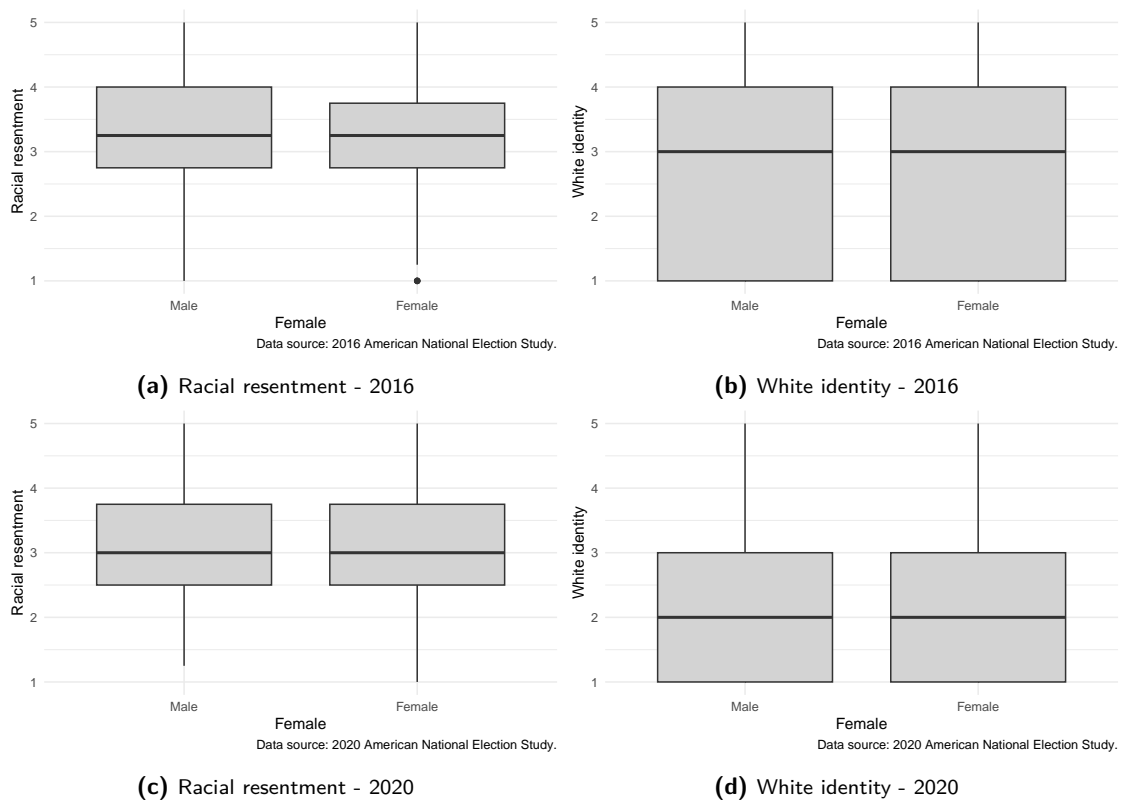 5
4
3
2
1
Racial resentment
Male Female
Female
Data source: 2016 American National Election Study.
(a) Racial resentment - 2016
5
4
3
2
1
White identity
Male Female
Female
Data source: 2016 American National Election Study.
(b) White identity - 2016
5
4
3
2
1
Racial resentment
Male Female
Female
Data source: 2020 American National Election Study.
(c) Racial resentment - 2020
5
4
3
2
1
White identity
Male Female
Female
Data source: 2020 American National Election Study.
(d) White identity - 2020